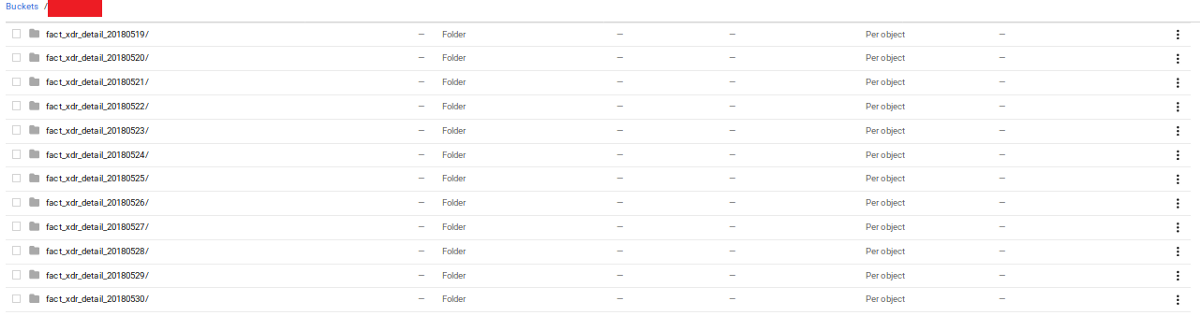 Buckets /
fact_xdr_detail_20180519/ — Folder — — Per object —
fact_xdr_detail_20180520/ — Folder — — Per object —
fact_xdr_detail_20180521/ — Folder — — Per object —
fact_xdr_detail_20180522/ — Folder — — Per object —
fact_xdr_detail_20180523/ — Folder — — Per object —
fact_xdr_detail_20180524/ — Folder — — Per object —
fact_xdr_detail_20180525/ — Folder — — Per object —
fact_xdr_detail_20180526/ — Folder — — Per object —
fact_xdr_detail_20180527/ — Folder — — Per object —
fact_xdr_detail_20180528/ — Folder — — Per object —
fact_xdr_detail_20180529/ — Folder — — Per object —
fact_xdr_detail_20180530/ — Folder — — Per object —